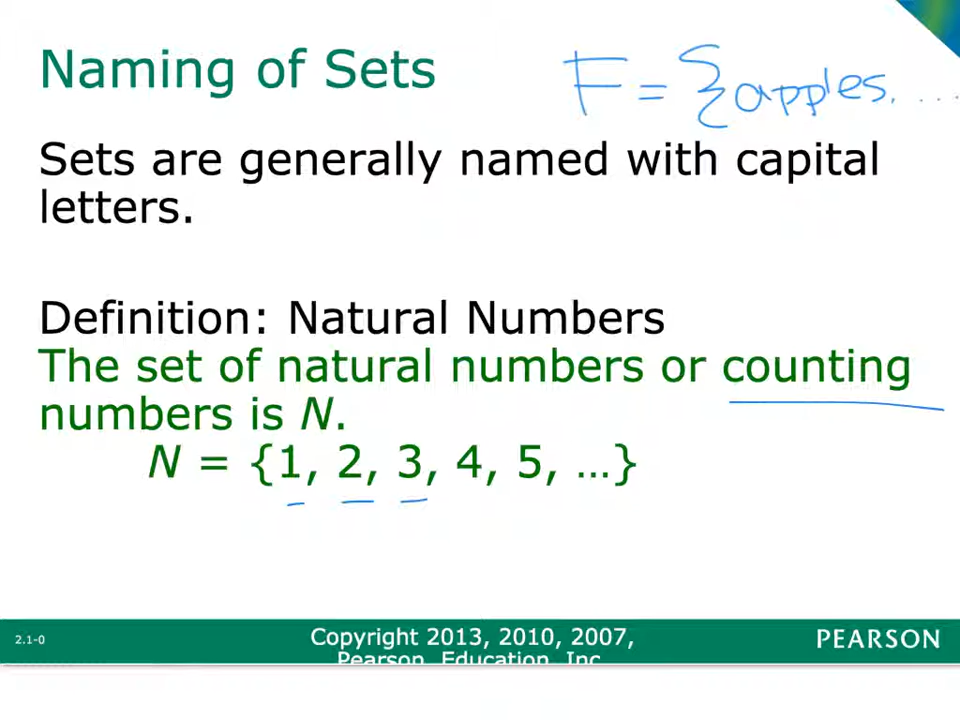 Naming of Sets
F = {apples. ....
Sets are generally named with capital
letters.
Definition: Natural Numbers
The set of natural numbers or counting
numbers is N.
N = {1, 2, 3, 4, 5, …}
2.1-0
Copyright 2013, 2010, 2007,
Pearson, Education, Inc.
PEARSON